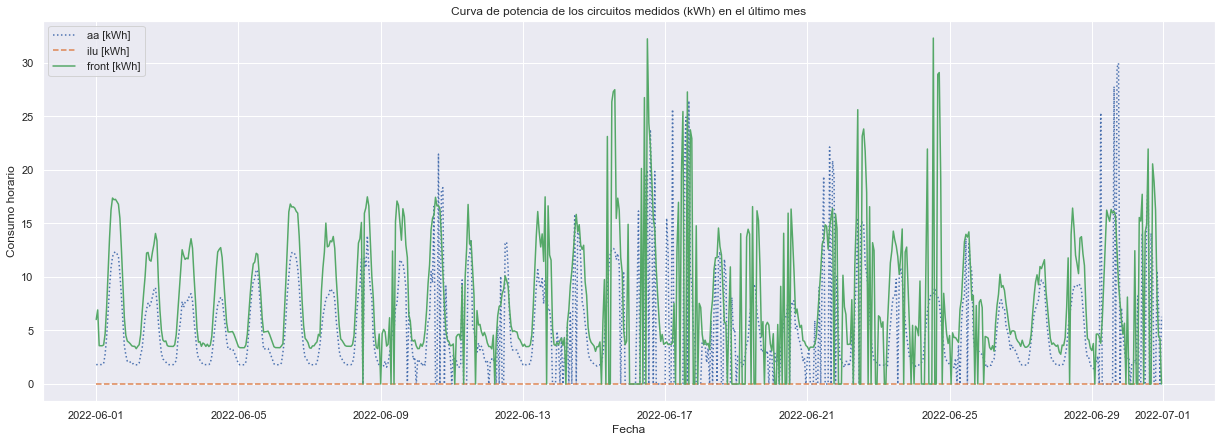 Curva de potencia de los circuitos medidos (kWh) en el último mes
aa [kWh]
ilu [kWh]
front [kWh]
Consumo horario
30
25
20
15
10
5
0
2022-06-01
2022-06-05
2022-06-09
2022-06-13
2022-06-17
2022-06-21
2022-06-25
2022-06-29
2022-07-01
Fecha